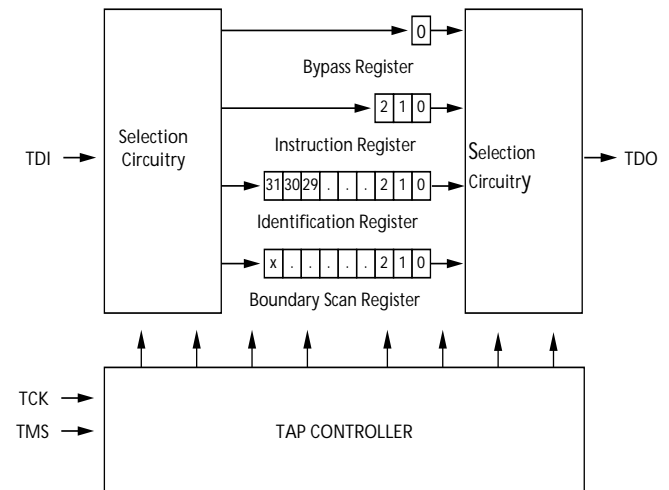 0
Bypass Register
2 1 0
Selection
Circuitry
Instruction Register
Selection
Circuitry
TDI
TDO
31 30 29 . . . 2 1 0
Identification Register
x . . . . . 2 1 0
Boundary Scan Register
TCK
TMS
TAP CONTROLLER